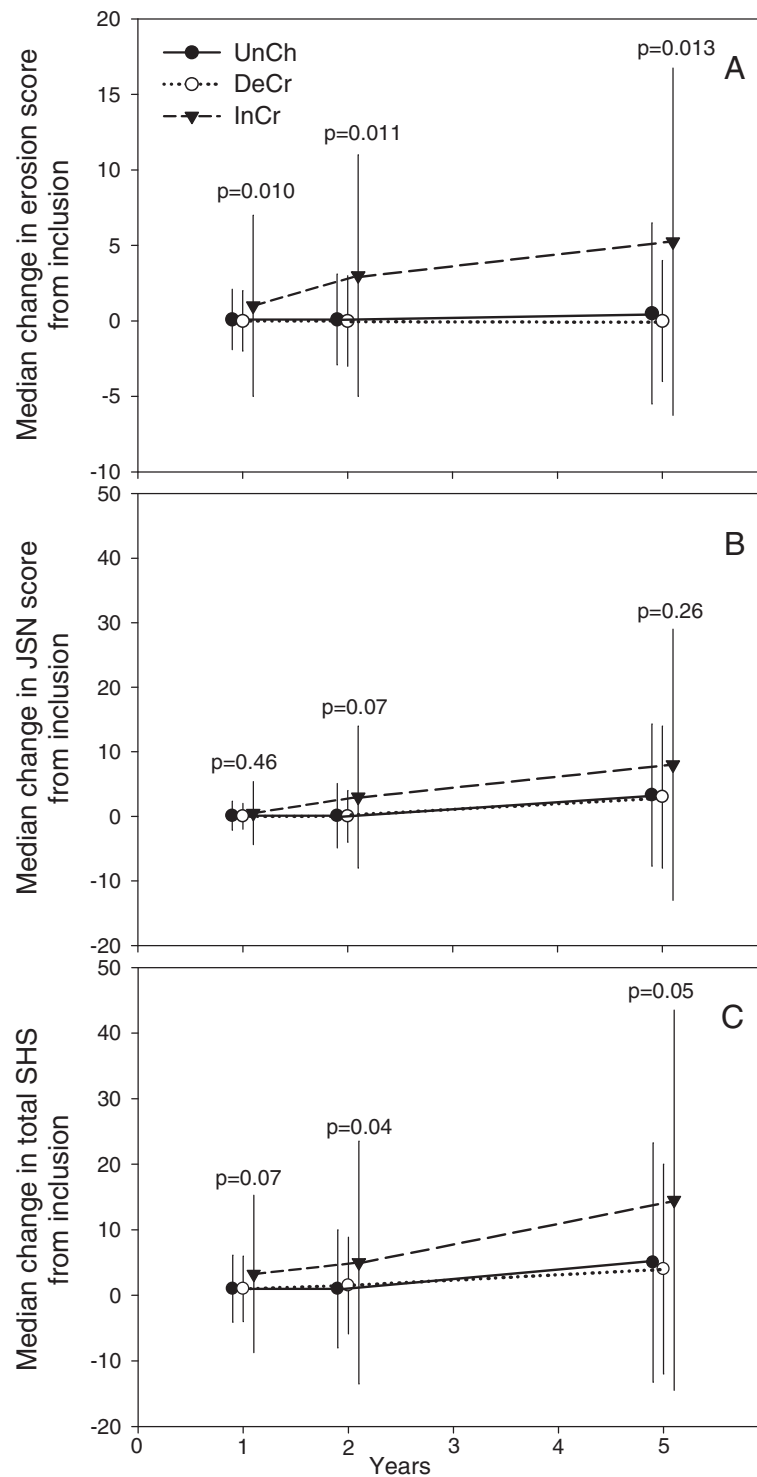 20
15
10
5
0
-5
-10
Median change in erosion score
from inclusion
UnCh
DeCr
InCr
p=0.010
p=0.011
p=0.013
A
50
40
30
20
10
0
-10
-20
Median change in JSN score
from inclusion
p=0.46
p=0.07
p=0.26
B
50
40
30
20
10
0
-10
-20
Median change in total SHS
from inclusion
p=0.07
p=0.04
p=0.05
C
0 1 2 3 4 5
Years